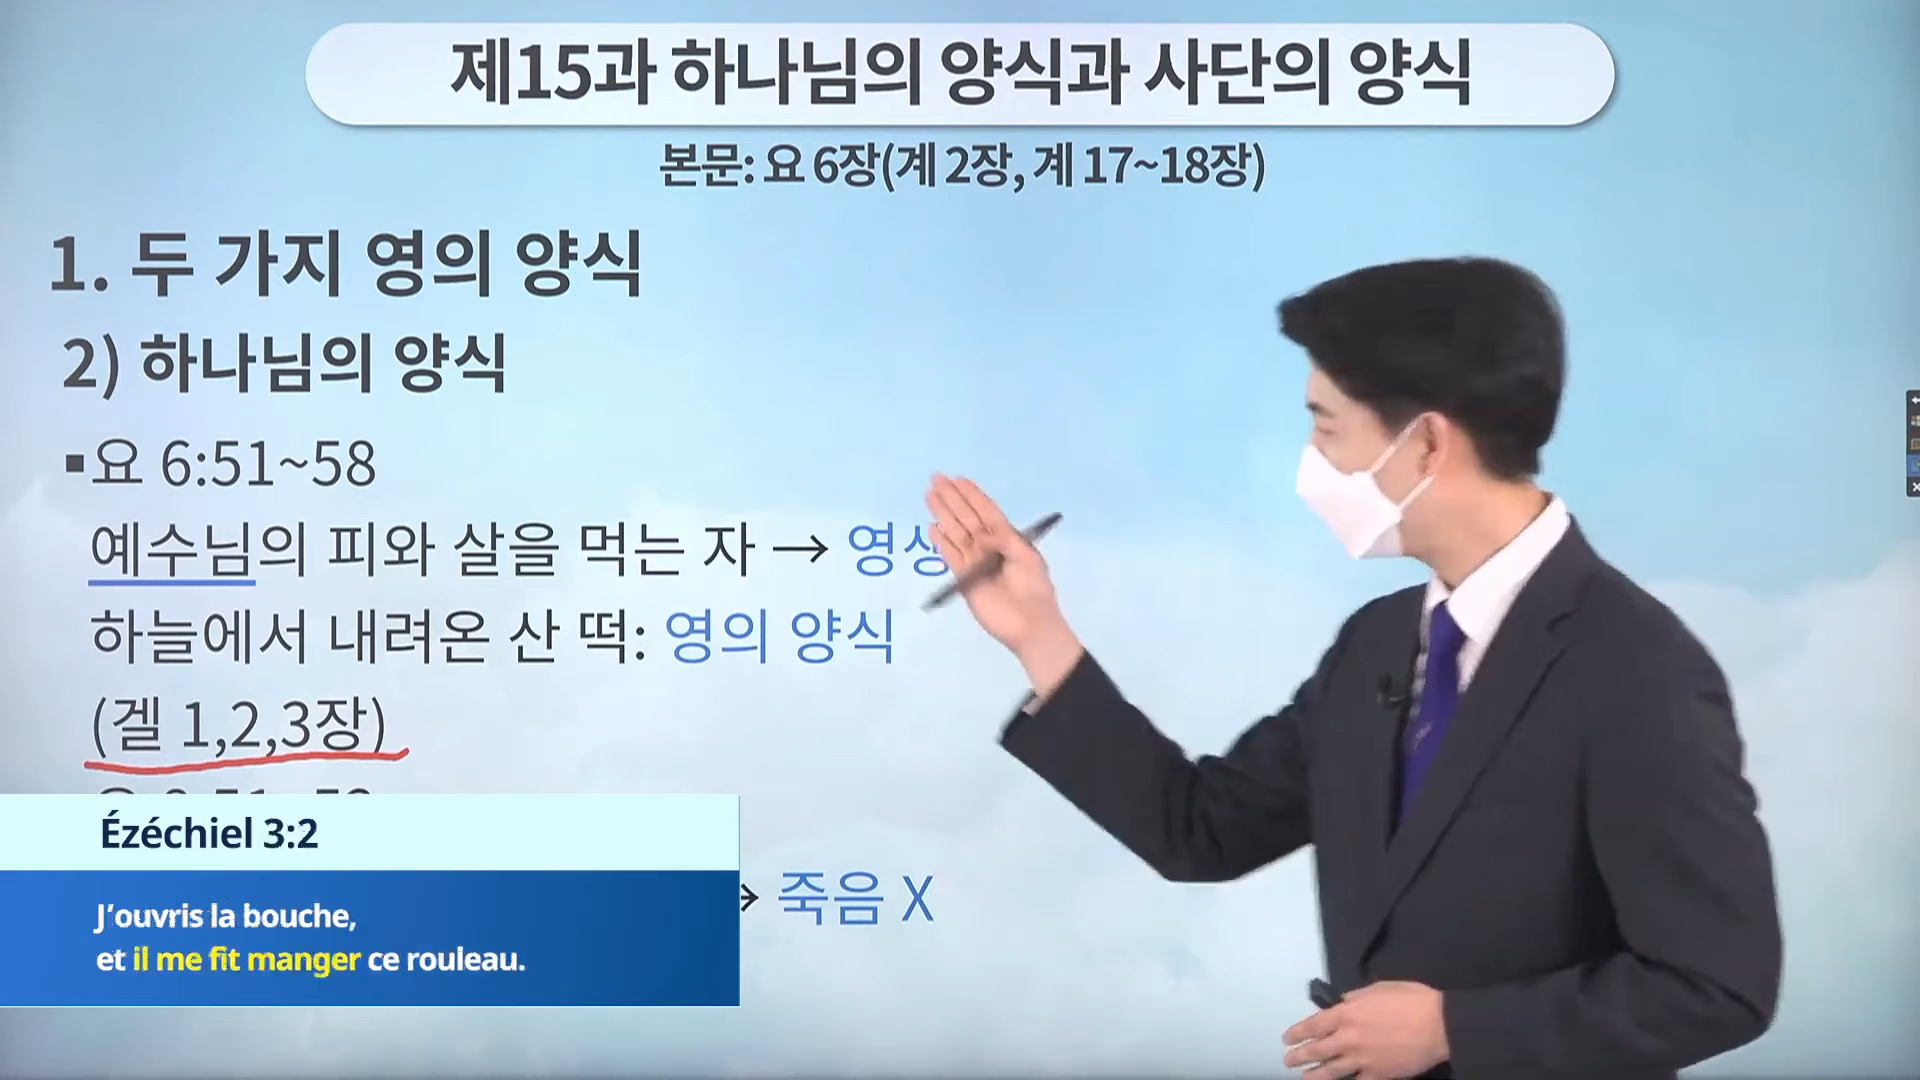 제15과 하나님의 양식과 사단의 양식
본문: 요 6장(계 2장, 계 17~18장)
1. 두 가지 영의 양식
2) 하나님의 양식
▪요 6:51~58
예수님의 피와 살을 먹는 자 →
하늘에서 내려온 산 떡: 영의 양식
(겔 1,2,3장)
Ézéchiel 3:2
→ 죽음 X
J’ouvris la bouche,
et il me fit manger ce rouleau.